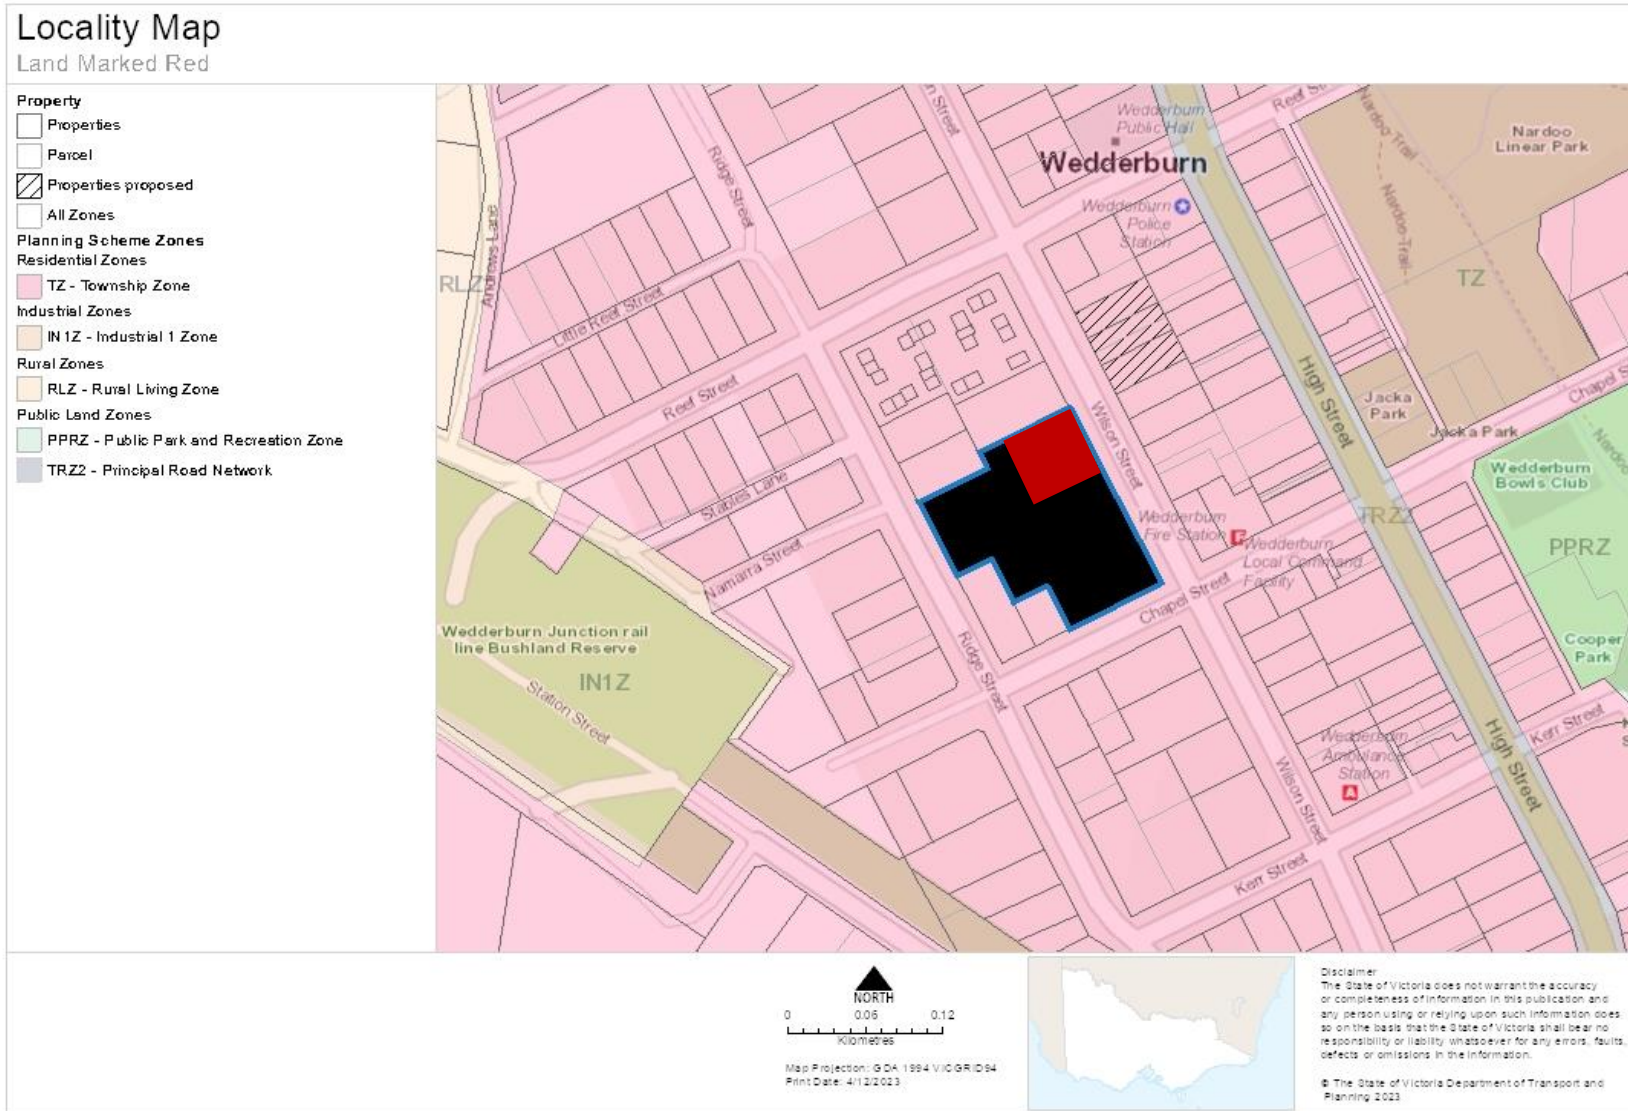 Locality Map
Land Marked Red
Property
Properties
Parcel
Properties proposed
All Zones
Planning Scheme Zones
Residential Zones
TZ - Township Zone
Industrial Zones
IN1Z - Industrial 1 Zone
Rural Zones
RLZ - Rural Living Zone
Public Land Zones
PPRZ - Public Park and Recreation Zone
TRZ2 - Principal Road Network
Wedderburn
Public Hall
Reef St
Nardoo Trail
Nardoo
Linear Park
Wedderburn
Wedderburn
Police
Station
Nardoo-Trail-
TZ
Ridge Street
n Street
Andrews Lane
RLZ
Little Reef Street
Reef Street
High Street
Jacka
Park
Jacka Park
Chapel S
Wilson Street
Wedderburn
Bowls Club
Nardoo
Stables Lane
Namarra Street
Wedderburn
Fire Station
F
Wedderburn
Local Command
Facility
TRZ2
PPRZ
Chapel Street
Wedderburn Junction rail
line Bushland Reserve
IN1Z
Station Street
Ridge Street
Cooper
Park
Wedderburn
Ambulance
Station
A
Wilson Street
High Street
Kerr Street
Kerr Street
NORTH
0 0.06 0.12
Kilometres
Map Projection: GDA 1994 VICGRID94
Print Date: 4/12/2023
Disclaimer
The State of Victoria does not warrant the accuracy
or completeness of information in this publication and
any person using or relying upon such information does
so on the basis that the State of Victoria shall bear no
responsibility or liability whatsoever for any errors, faults,
defects or omissions in the information.
© The State of Victoria Department of Transport and
Planning 2023